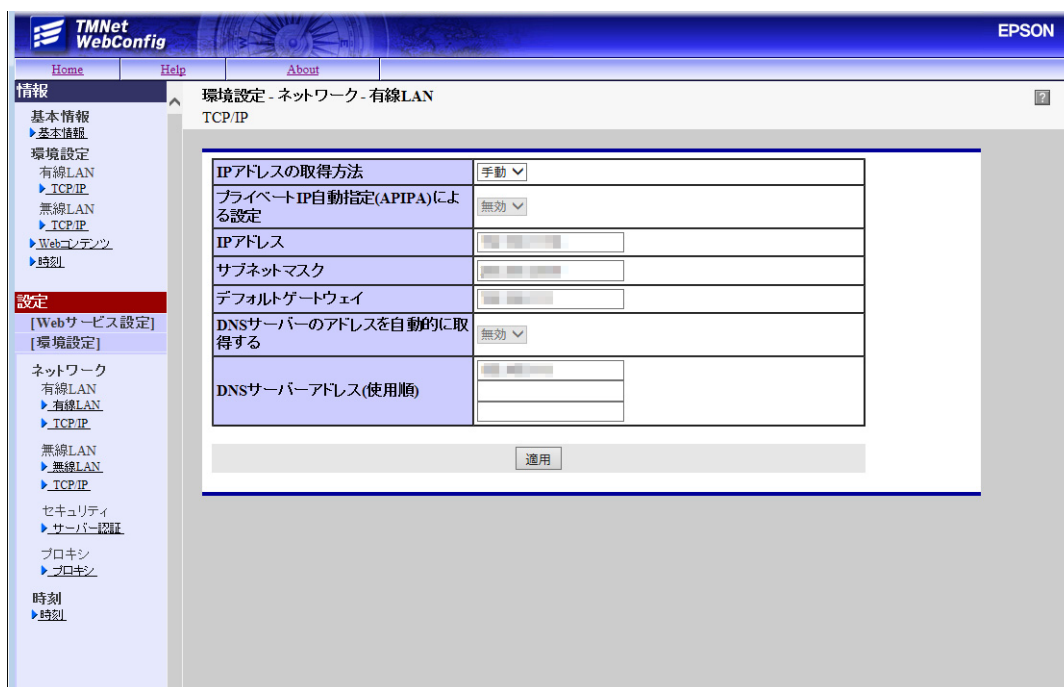 TMNet
WebConfig
EPSON
Home
Help
About
情報
基本情報
基本情報
環境設定
有線LAN
TCP/IP
無線LAN
TCP/IP
Webコンテンツ
時刻
設定
[Webサービス設定]
[環境設定]
ネットワーク
有線LAN
有線LAN
TCP/IP
無線LAN
無線LAN
TCP/IP
セキュリティ
サーバー認証
プロキシ
プロキシ
時刻
時刻
環境設定 - ネットワーク - 有線LAN
?
TCP/IP
IPアドレスの取得方法
手動
プライベートIP自動指定(APIPA)によ
る設定
無効
IPアドレス
サブネットマスク
デフォルトゲートウェイ
DNSサーバーのアドレスを自動的に取
得する
無効
DNSサーバーアドレス(使用順)
適用